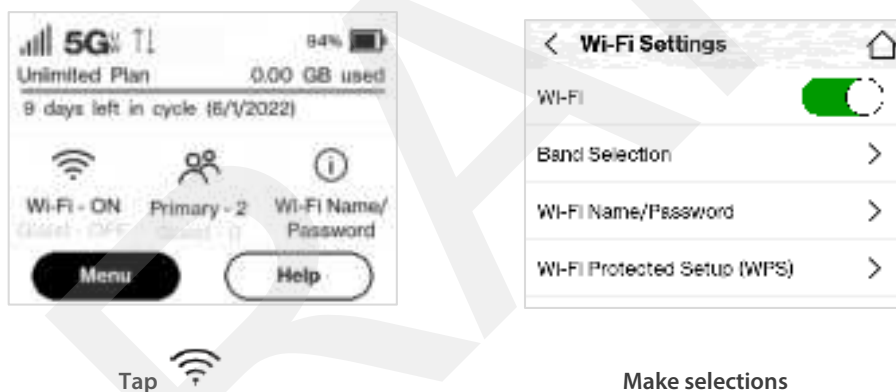 5G 94%
Unlimited Plan 0.00 GB used
9 days left in cycle (6/1/2022)
Wi-Fi - ON Primary - 2 Wi-Fi Name/
Password
Menu Help
Tap
Wi-Fi Settings
Wi-Fi
Band Selection
Wi-Fi Name/Password
Wi-Fi Protected Setup (WPS)
Make selections